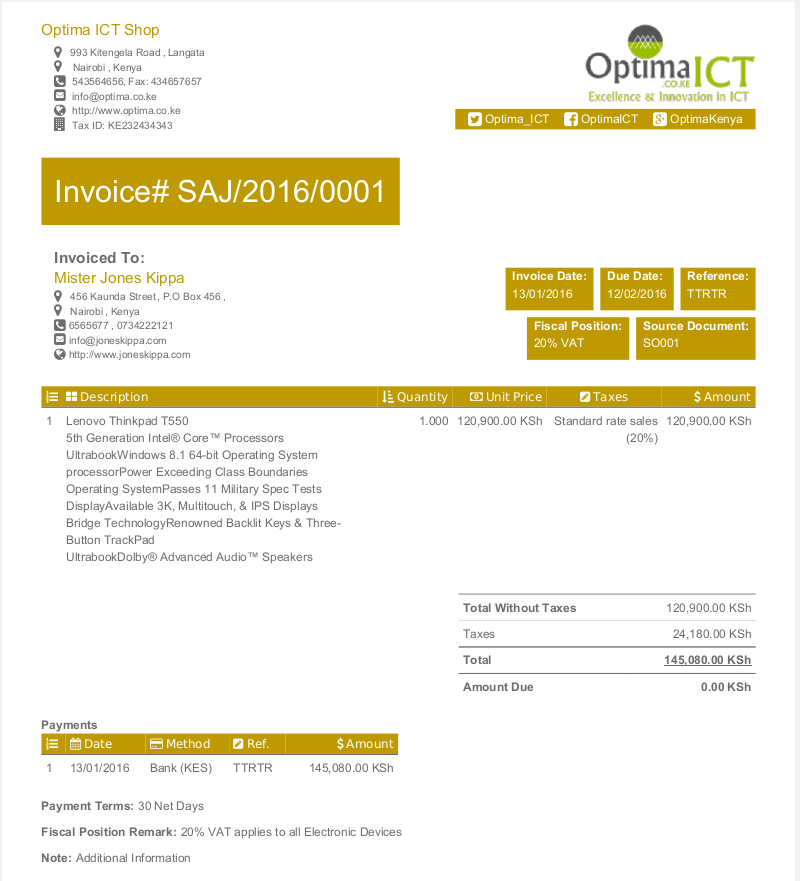 Optima ICT Shop
993 Kitengela Road , Langata
Nairobi , Kenya
543564656, Fax: 434657657
info@optima.co.ke
http://www.optima.co.ke
Tax ID: KE232434343
OptimaICT
.CO.KE
Excellence & Innovation in ICT
Optima_ICT OptimaICT OptimaKenya
Invoice# SAJ/2016/0001
Invoiced To:
Mister Jones Kippa
456 Kaunda Street, P.O Box 456 ,
Nairobi , Kenya
6565677 , 0734222121
info@joneskippa.com
http://www.joneskippa.com
Invoice Date: Due Date: Reference:
13/01/2016 12/02/2016 TTRTR
Fiscal Position: Source Document:
20% VAT SO001
Description Quantity Unit Price Taxes $ Amount
1 Lenovo Thinkpad T550 1.000 120,900.00 KSh Standard rate sales 120,900.00 KSh
5th Generation Intel® Core™ Processors (20%)
UltrabookWindows 8.1 64-bit Operating System
processorPower Exceeding Class Boundaries
Operating SystemPasses 11 Military Spec Tests
DisplayAvailable 3K, Multitouch, & IPS Displays
Bridge TechnologyRenowned Backlit Keys & Three-
Button TrackPad
UltrabookDolby® Advanced Audio™ Speakers
Total Without Taxes 120,900.00 KSh
Taxes 24,180.00 KSh
Total 145,080.00 KSh
Amount Due 0.00 KSh
Payments
Date Method Ref. $ Amount
1 13/01/2016 Bank (KES) TTRTR 145,080.00 KSh
Payment Terms: 30 Net Days
Fiscal Position Remark: 20% VAT applies to all Electronic Devices
Note: Additional Information